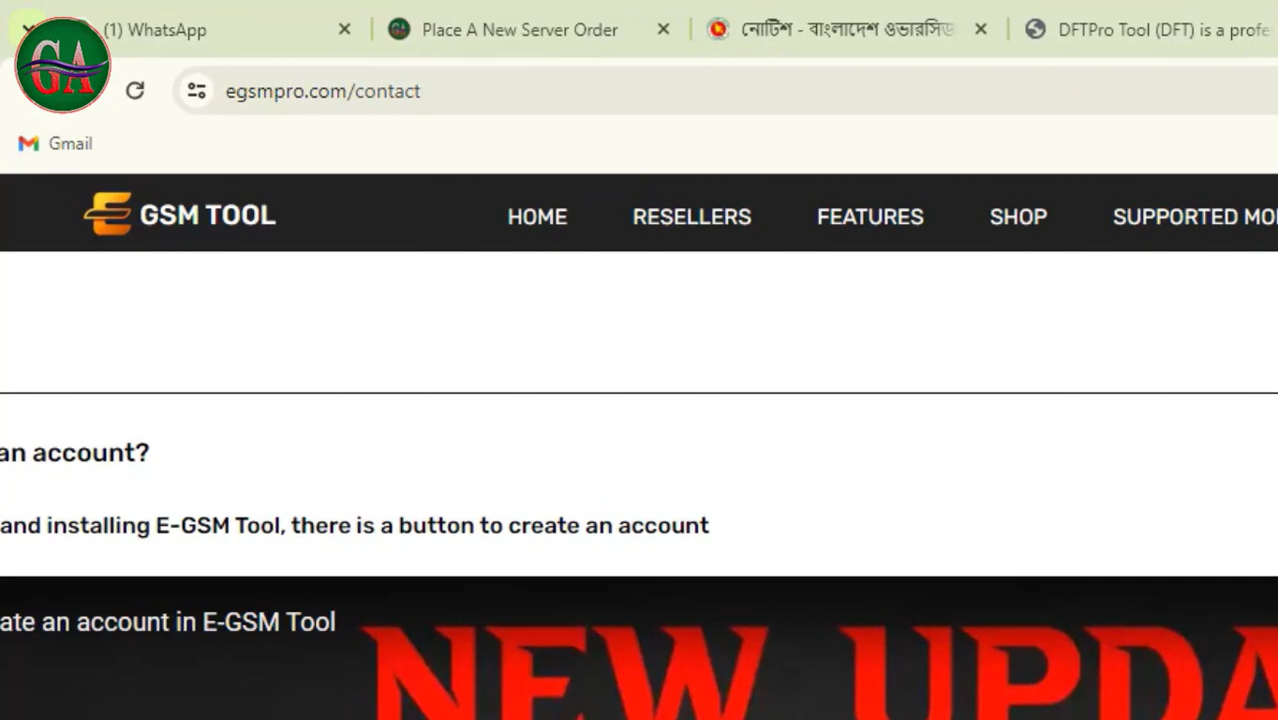 (1) WhatsApp
Place A New Server Order
নোটিশ - বাংলাদেশ ওভারসিড
DFTPro Tool (DFT) is a profe
GA
egsmpro.com/contact
Gmail
GSM TOOL
HOME
RESELLERS
FEATURES
SHOP
SUPPORTED MO
an account?
and installing E-GSM Tool, there is a button to create an account
ate an account in E-GSM Tool
NEW UPDA